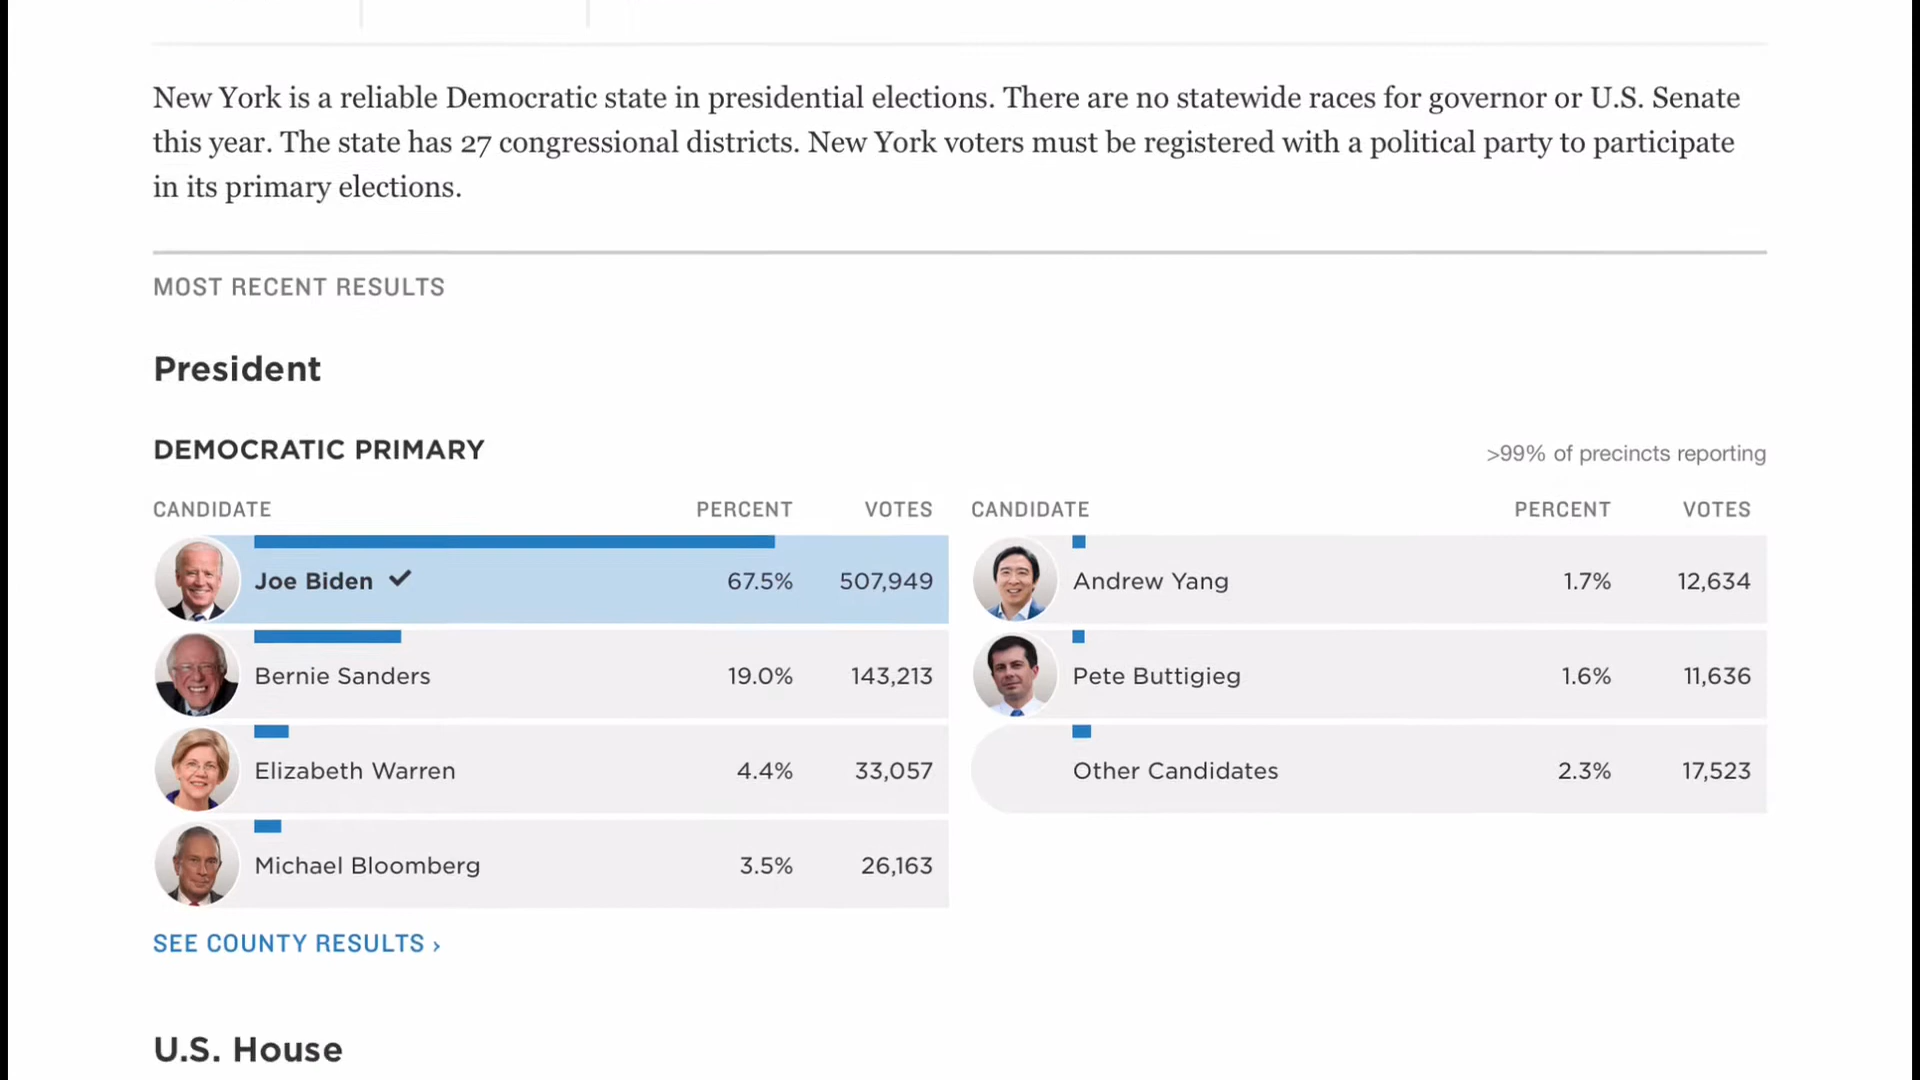 New York is a reliable Democratic state in presidential elections. There are no statewide races for governor or U.S. Senate
this year. The state has 27 congressional districts. New York voters must be registered with a political party to participate
in its primary elections.
MOST RECENT RESULTS
President
DEMOCRATIC PRIMARY
>99% of precincts reporting
CANDIDATE PERCENT VOTES
Joe Biden ✔ 67.5% 507,949
Bernie Sanders 19.0% 143,213
Elizabeth Warren 4.4% 33,057
Michael Bloomberg 3.5% 26,163
CANDIDATE PERCENT VOTES
Andrew Yang 1.7% 12,634
Pete Buttigieg 1.6% 11,636
Other Candidates 2.3% 17,523
SEE COUNTY RESULTS ›
U.S. House